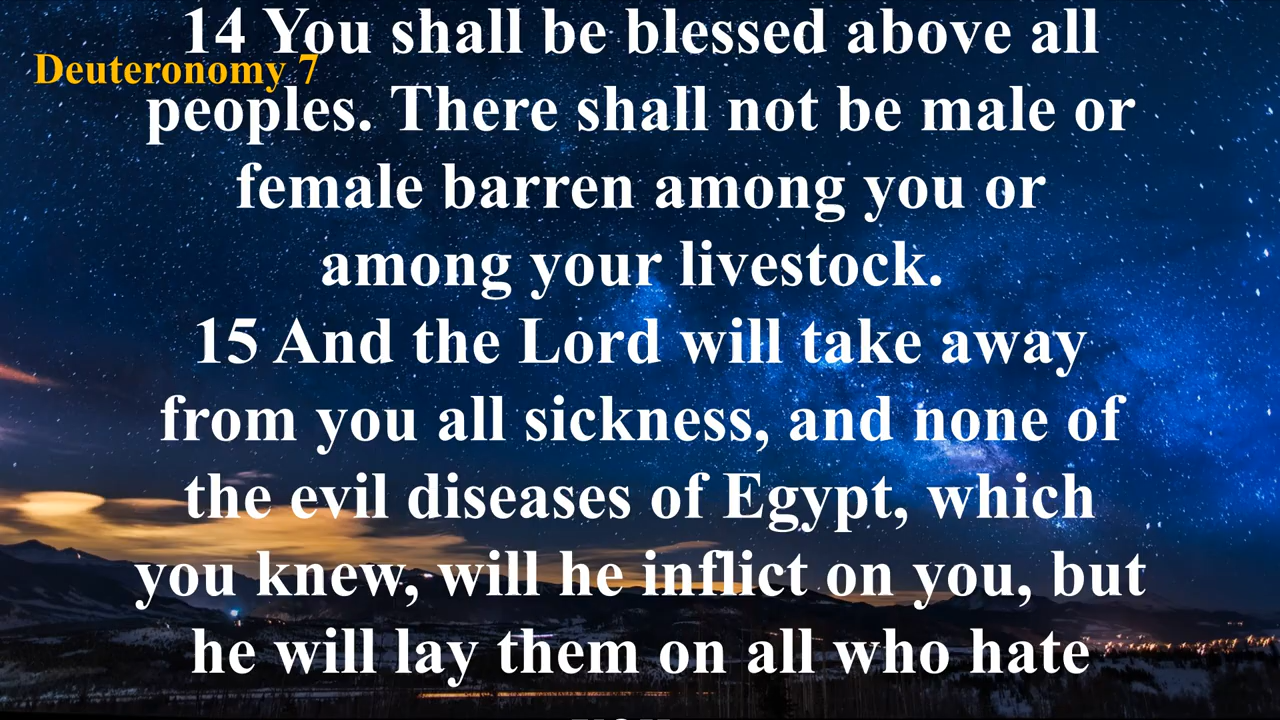 14 You shall be blessed above all
Deuteronomy 7
peoples. There shall not be male or
female barren among you or
among your livestock.
15 And the Lord will take away
from you all sickness, and none of
the evil diseases of Egypt, which
you knew, will he inflict on you, but
he will lay them on all who hate